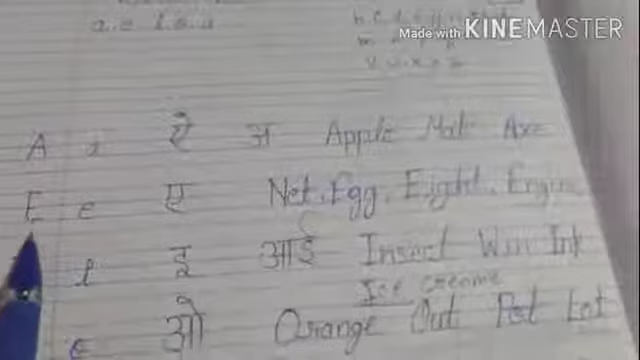 Made with KINEMASTER
a. e i. o. u
A ऐ अ Apple Male Axe
E e ए Net, Egg, Eight, Engine
i इ आई Insect Win Ink
Ice creame
ओ Orange Out Pot Lot